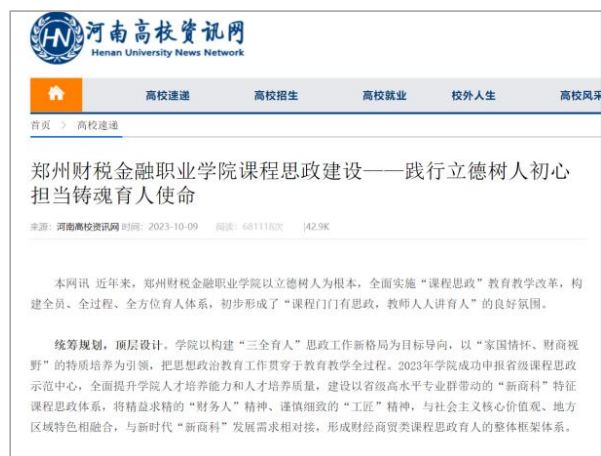 河南高校资讯网
Henan University News Network
高校速递 高校招生 高校就业 校外人生 高校风采
首页 > 高校速递
郑州财税金融职业学院课程思政建设——践行立德树人初心
担当铸魂育人使命
来源：河南高校资讯网 时间：2023-10-09 阅读：681118次 |42.9K
本网讯 近年来，郑州财税金融职业学院以立德树人为根本，全面实施“课程思政”教育教学改革，构
建全员、全过程、全方位育人体系，初步形成了“课程门门有思政，教师人人讲育人”的良好氛围。
统筹规划，顶层设计。学院以构建“三全育人”思政工作新格局为目标导向，以“家国情怀、财商视
野”的特质培养为引领，把思想政治教育工作贯穿于教育教学全过程。2023年学院成功申报省级课程思政
示范中心，全面提升学院人才培养能力和人才培养质量，建设以省级高水平专业群带动的“新商科”特征
课程思政体系，将精益求精的“财务人”精神、谨慎细致的“工匠”精神，与社会主义核心价值观、地方
区域特色相融合，与新时代“新商科”发展需求相对接，形成财经商贸类课程思政育人的整体框架体系。